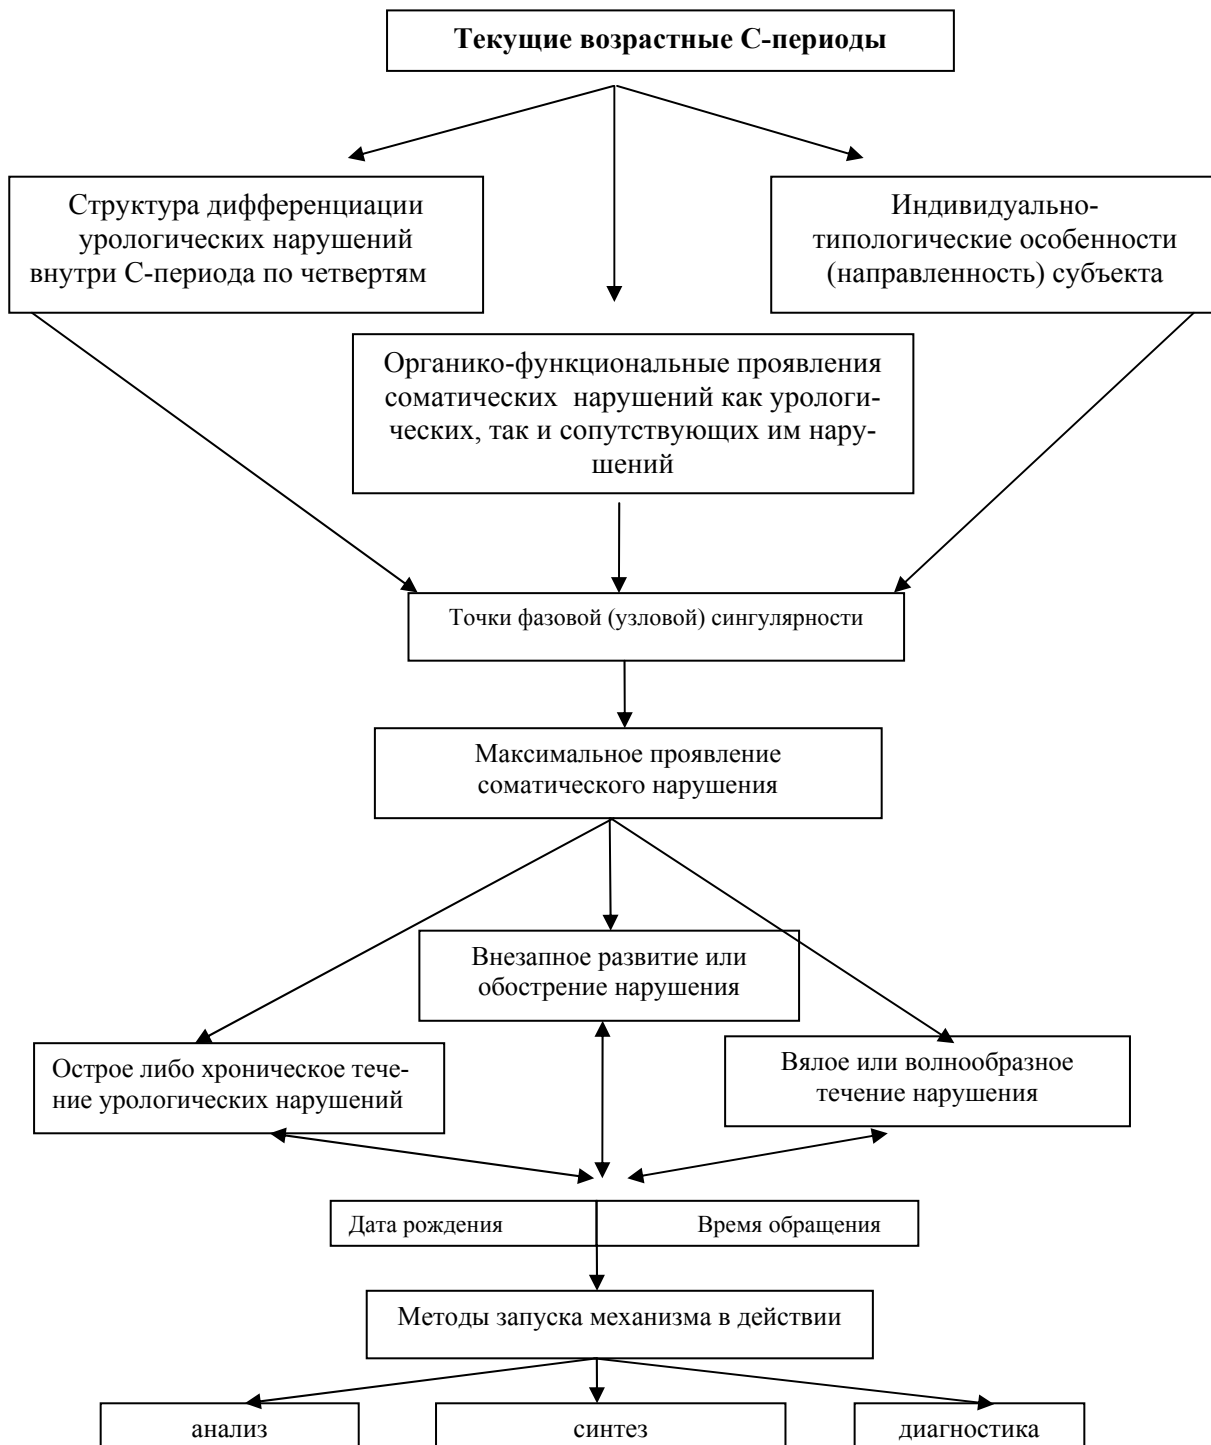 Текущие возрастные С-периоды
Структура дифференциации
урологических нарушений
внутри С-периода по четвертям
Индивидуально-
типологические особенности
(направленность) субъекта
Органико-функциональные проявления
соматических нарушений как урологи-
ческих, так и сопутствующих им нару-
шений
Точки фазовой (узловой) сингулярности
Максимальное проявление
соматического нарушения
Внезапное развитие или
обострение нарушения
Острое либо хроническое тече-
ние урологических нарушений
Вялое или волнообразное
течение нарушения
Дата рождения
Время обращения
Методы запуска механизма в действии
анализ
синтез
диагностика